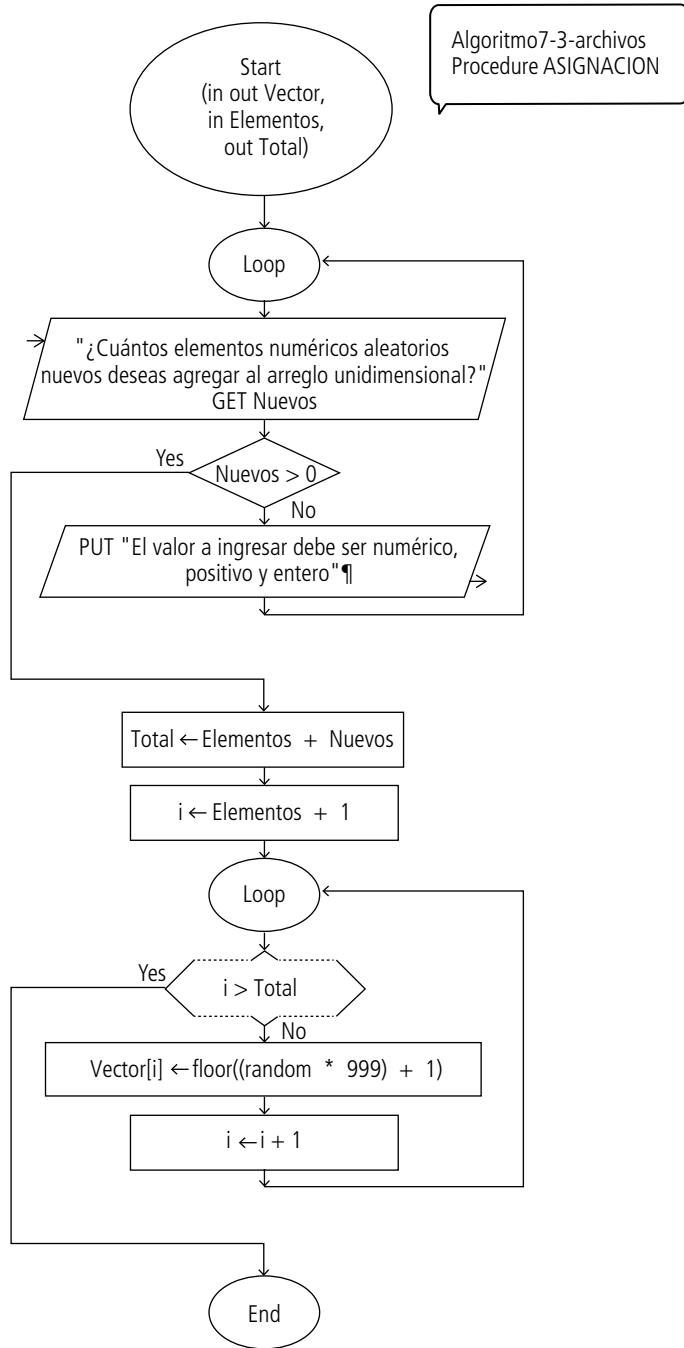 Algoritmo7-3-archivos
Procedure ASIGNACION
Start
(in out Vector,
in Elementos,
out Total)
Loop
"¿Cuántos elementos numéricos aleatorios
nuevos deseas agregar al arreglo unidimensional?"
GET Nuevos
Yes
Nuevos > 0
No
PUT "El valor a ingresar debe ser numérico,
positivo y entero"¶
Total ← Elementos + Nuevos
i ← Elementos + 1
Loop
Yes
i > Total
No
Vector[i] ← floor((random * 999) + 1)
i ← i + 1
End